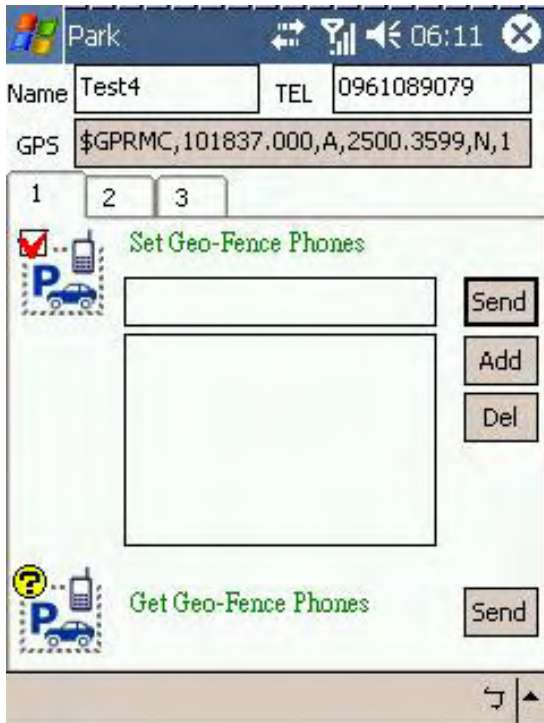 Park 06:11
Name Test4 TEL 0961089079
GPS $GPRMC,101837.000,A,2500.3599,N,1
1 2 3
Set Geo-Fence Phones
P
Send
Add
Del
?
P
Get Geo-Fence Phones
Send
ㄅ